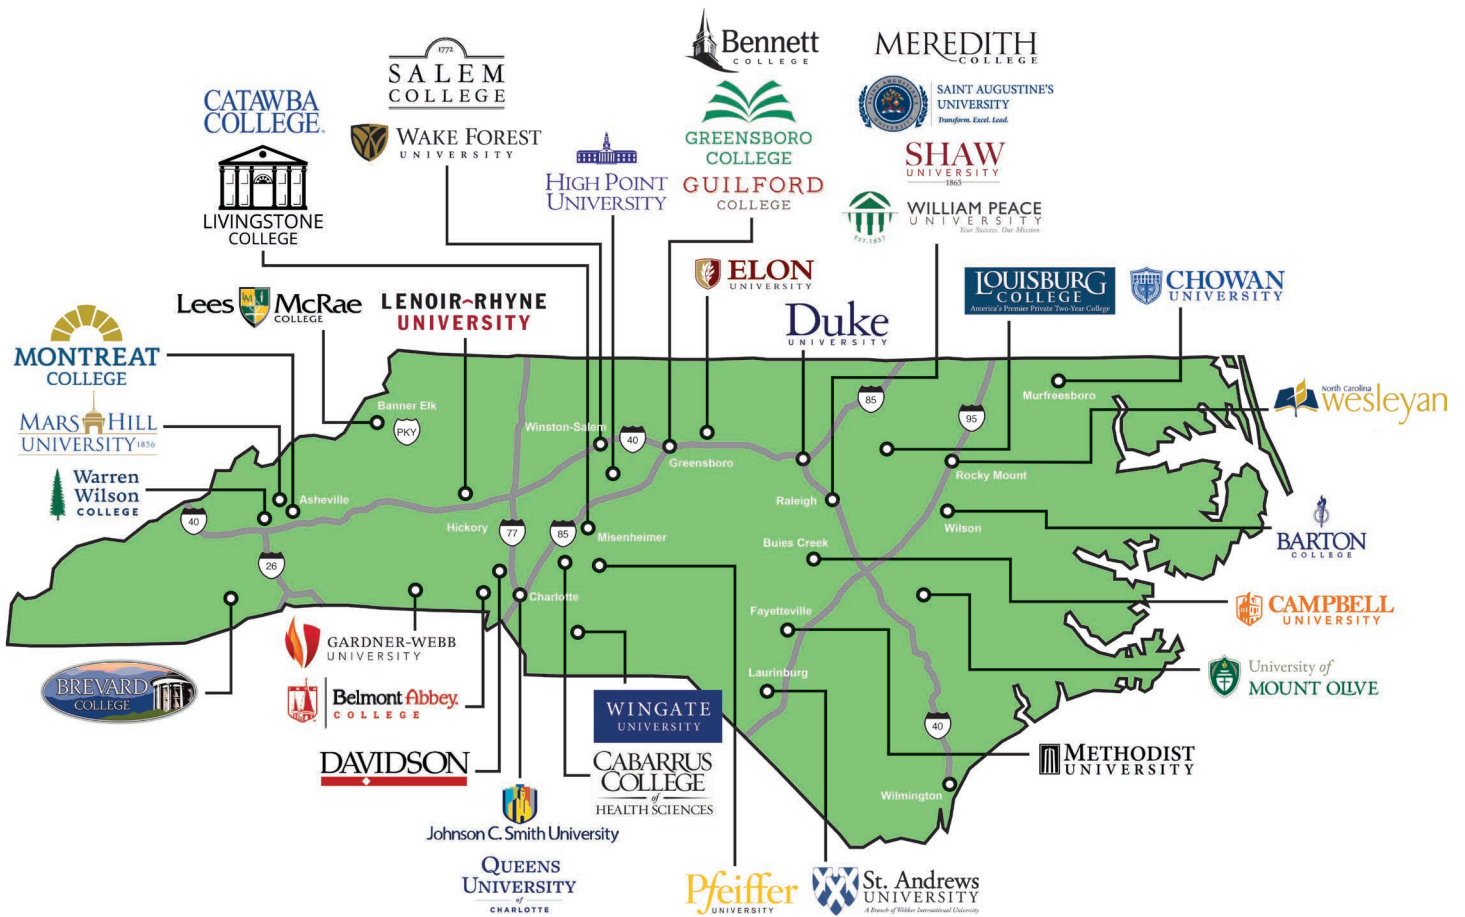 1772
SALEM
COLLEGE
CATAWBA
COLLEGE
WAKE FOREST
UNIVERSITY
LIVINGSTONE
COLLEGE
HIGH POINT
UNIVERSITY
Bennett
COLLEGE
GREENSBORO
COLLEGE
GUILFORD
COLLEGE
MEREDITH
COLLEGE
SAINT AUGUSTINE'S
UNIVERSITY
Transform. Excel. Lead.
SHAW
UNIVERSITY
1865
WILLIAM PEACE
UNIVERSITY
Your Success. Our Mission.
EST. 1857
ELON
UNIVERSITY
LOUISBURG
COLLEGE
America's Premier Private Two-Year College
CHOWAN
UNIVERSITY
Lees LM McRae
COLLEGE
LENOIR-RHYNE
UNIVERSITY
Duke
UNIVERSITY
MONTREAT
COLLEGE
MARS HILL
UNIVERSITY 1856
Warren
Wilson
COLLEGE
North Carolina
wesleyan
Banner Elk
PKY
Winston-Salem
40
Greensboro
85
95
Murfreesboro
Rocky Mount
Asheville
40
26
Hickory
77
85
Misenheimer
Raleigh
Wilson
Buies Creek
Charlotte
Fayetteville
Laurinburg
40
Wilmington
BARTON
COLLEGE
CAMPBELL
UNIVERSITY
University of
MOUNT OLIVE
METHODIST
UNIVERSITY
GARDNER-WEBB
UNIVERSITY
BREVARD
COLLEGE
Belmont Abbey.
COLLEGE
DAVIDSON
WINGATE
UNIVERSITY
CABARRUS
COLLEGE
of
HEALTH SCIENCES
Johnson C. Smith University
QUEENS
UNIVERSITY
of
CHARLOTTE
Pfeiffer
UNIVERSITY
St. Andrews
UNIVERSITY
A Branch of Webber International University